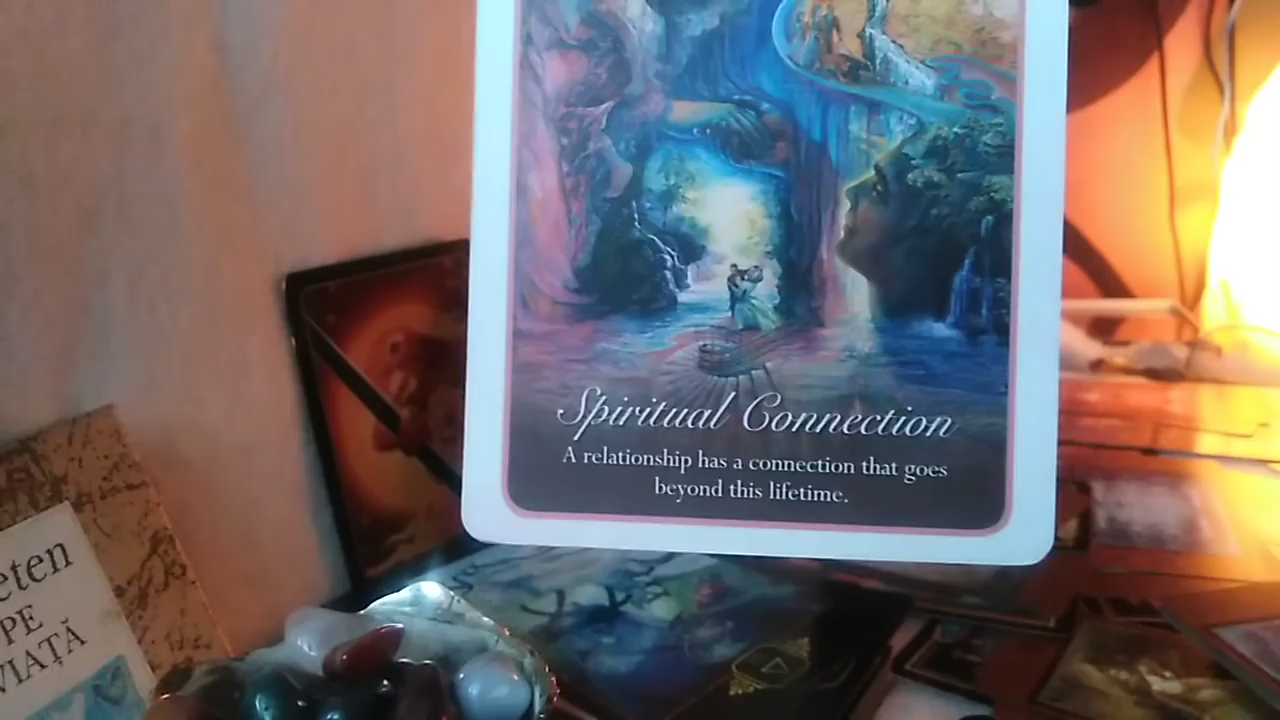 Spiritual Connection
A relationship has a connection that goes
beyond this lifetime.
eten
PE
VIAȚĂ